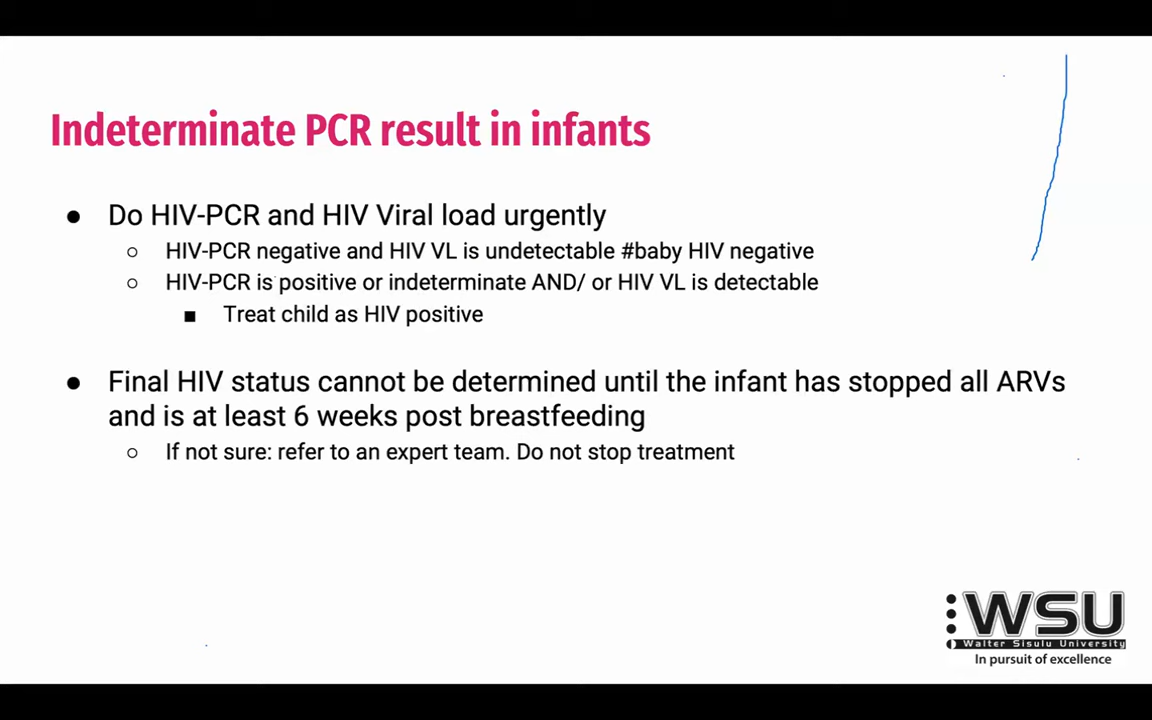 Indeterminate PCR result in infants
● Do HIV-PCR and HIV Viral load urgently
○ HIV-PCR negative and HIV VL is undetectable #baby HIV negative
○ HIV-PCR is positive or indeterminate AND/ or HIV VL is detectable
■ Treat child as HIV positive
● Final HIV status cannot be determined until the infant has stopped all ARVs
and is at least 6 weeks post breastfeeding
○ If not sure: refer to an expert team. Do not stop treatment
WSU
Walter Sisulu University
In pursuit of excellence